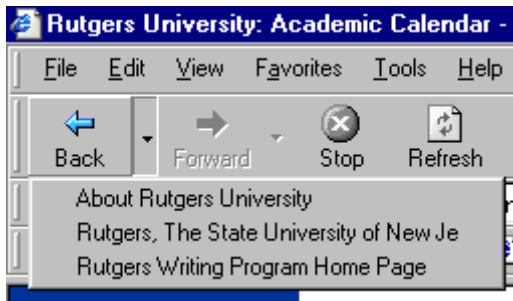 Rutgers University: Academic Calendar -
File Edit View Favorites Tools Help
Back Forward Stop Refresh
About Rutgers University
Rutgers, The State University of New Je
Rutgers Writing Program Home Page